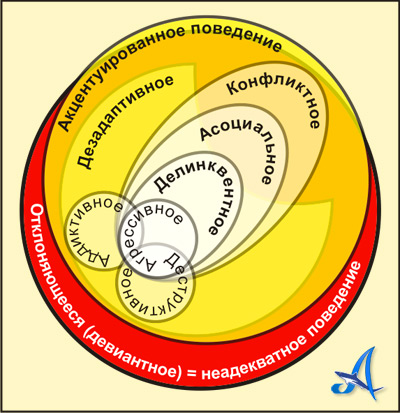 Акцентуированное поведение
Дезадаптивное
Конфликтное
Асоциальное
Делинквентное
Аддиктивное
Агрессивное
Деструктивное
Отклоняющееся (девиантное) = неадекватное поведение